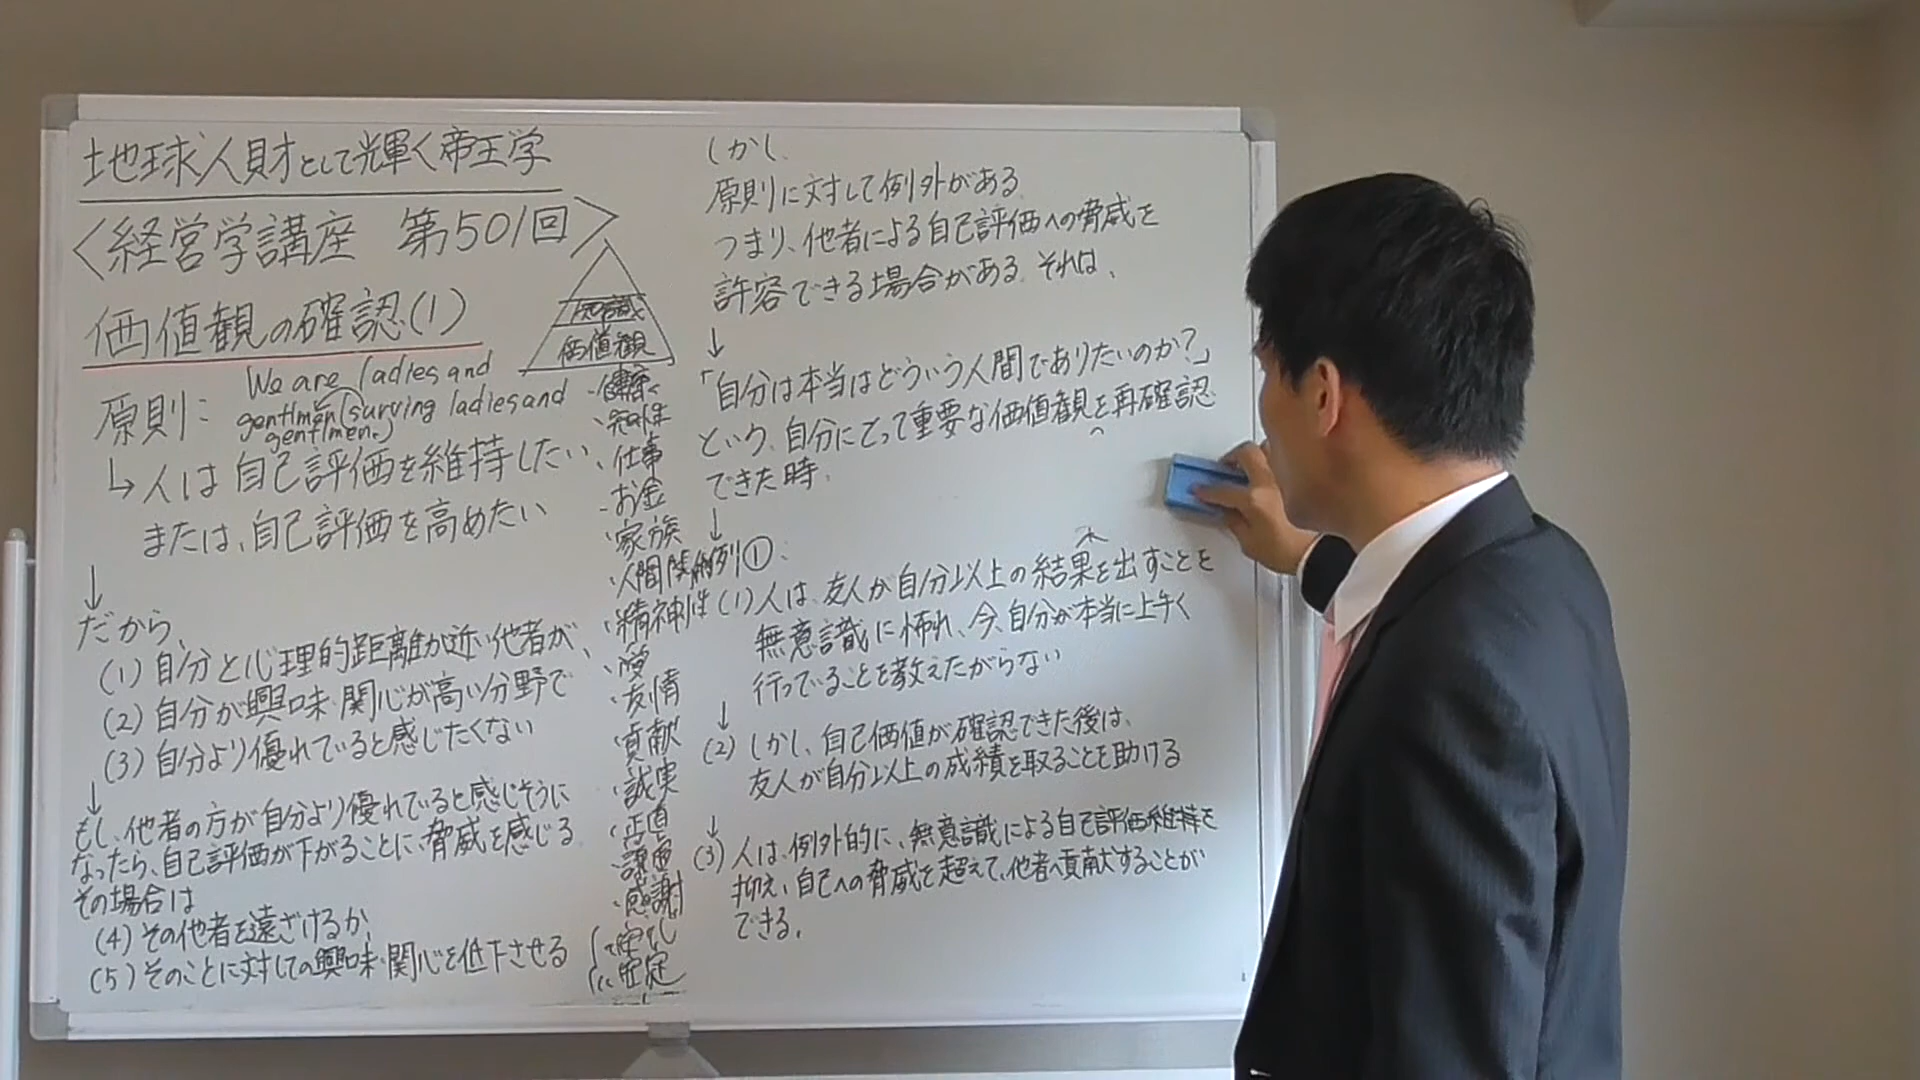 地球人財として輝く帝王学
<経営学講座 第501回>
価値観の確認(1)
知識
価値観
原則:
We are ladies and
gentlmen(surving ladies and
gentlmen.)
↳人は自己評価を維持したい、
または、自己評価を高めたい
↓
だから、
(1)自分と心理的距離が近い他者が、
(2)自分が興味・関心が高い分野で
(3)自分より優れていると感じたくない
↓
もし、他者の方が自分より優れていると感じそうに
なったら、自己評価が下がることに、脅威を感じる
その場合は
(4)その他者を遠ざけるか、
(5)そのことに対しての興味・関心を低下させる
・健康
・仕事
・お金
・家族
・人間関係
・精神性
・愛
・友情
・貢献
・誠実
・正直
・謙虚
・感謝
・安定
しかし、
原則に対して例外がある
つまり、他者による自己評価への脅威を
許容できる場合がある。それは、
↓
「自分は本当はどういう人間でありたいのか?」
という、自分にとって重要な価値観を再確認
できた時。
↓
例①:
(1)人は、友人が自分以上の結果を出すことを
無意識に怖れ、今、自分が本当に上手く
行っていることを教えたがらない
↓
(2)しかし、自己価値が確認できた後は、
友人が自分以上の成績を取ることを助ける
↓
(3)人は、例外的に、無意識による自己評価維持を
抑え、自己への脅威を超えて、他者へ貢献することが
できる。